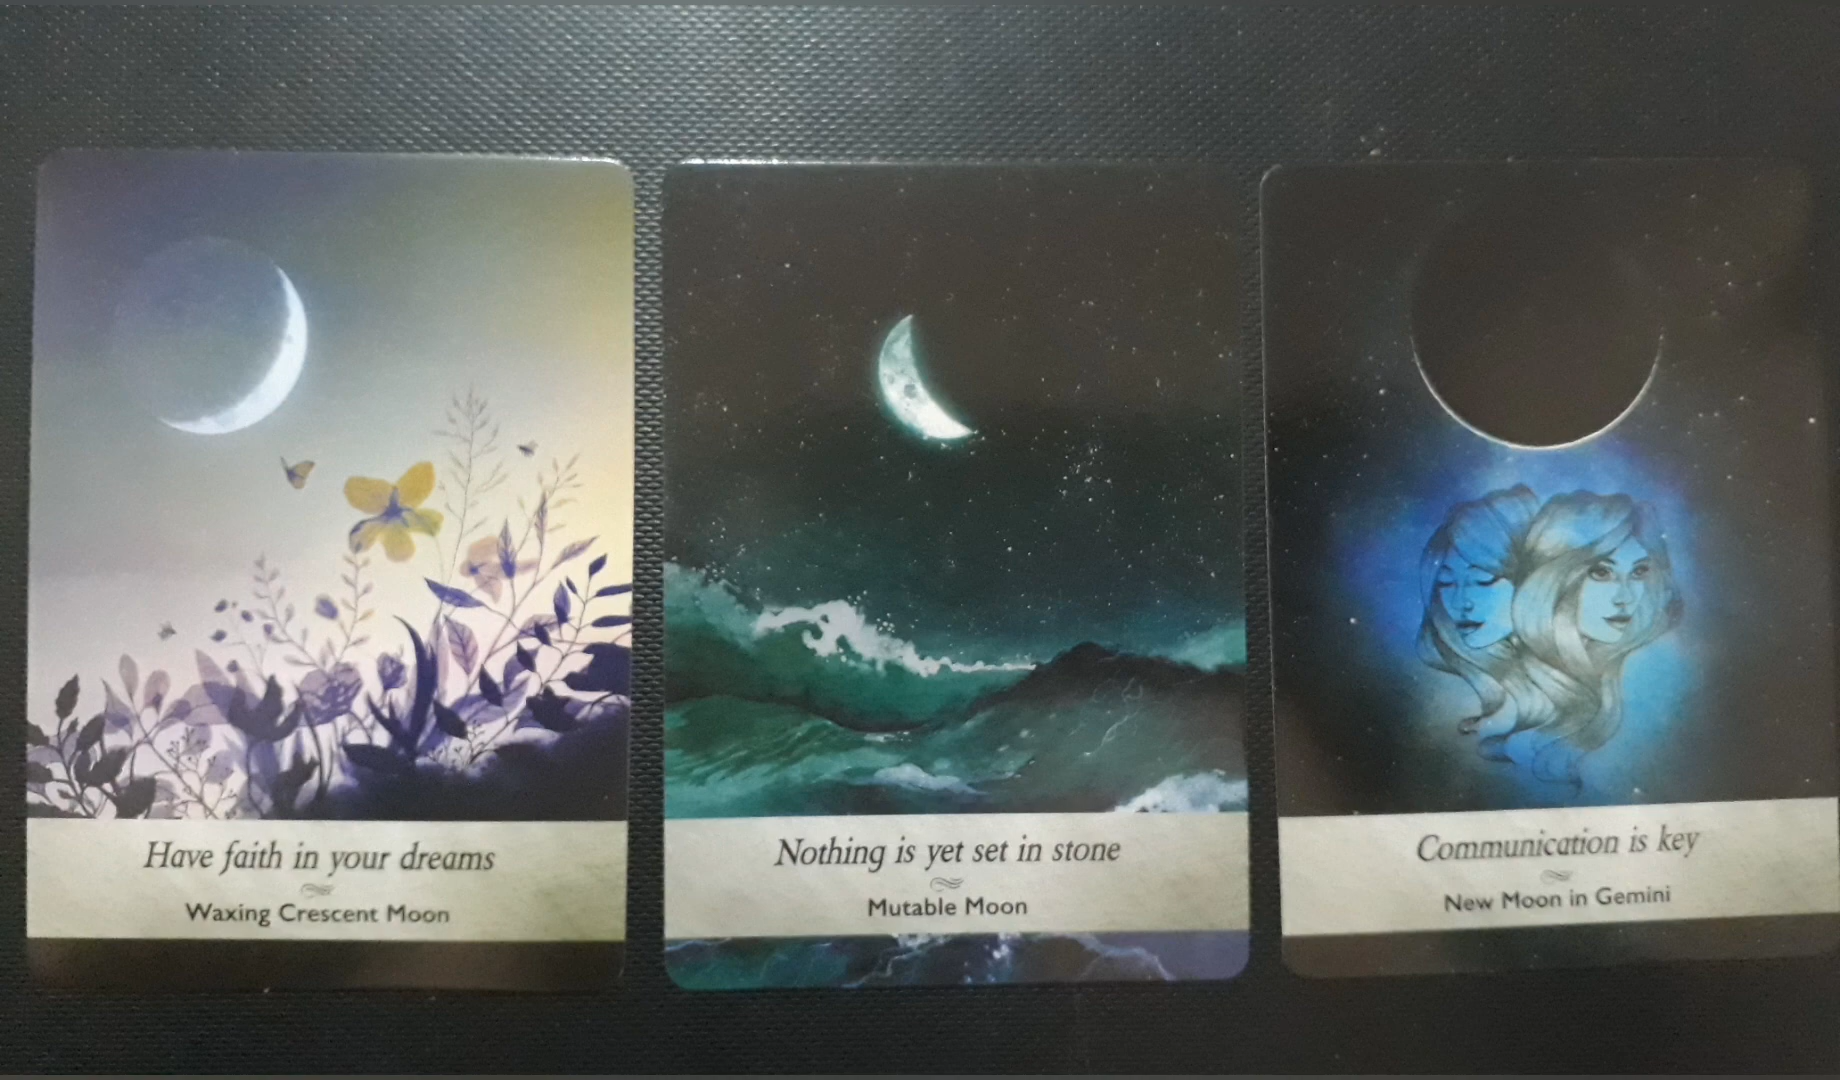 Have faith in your dreams
Waxing Crescent Moon
Nothing is yet set in stone
Mutable Moon
Communication is key
New Moon in Gemini